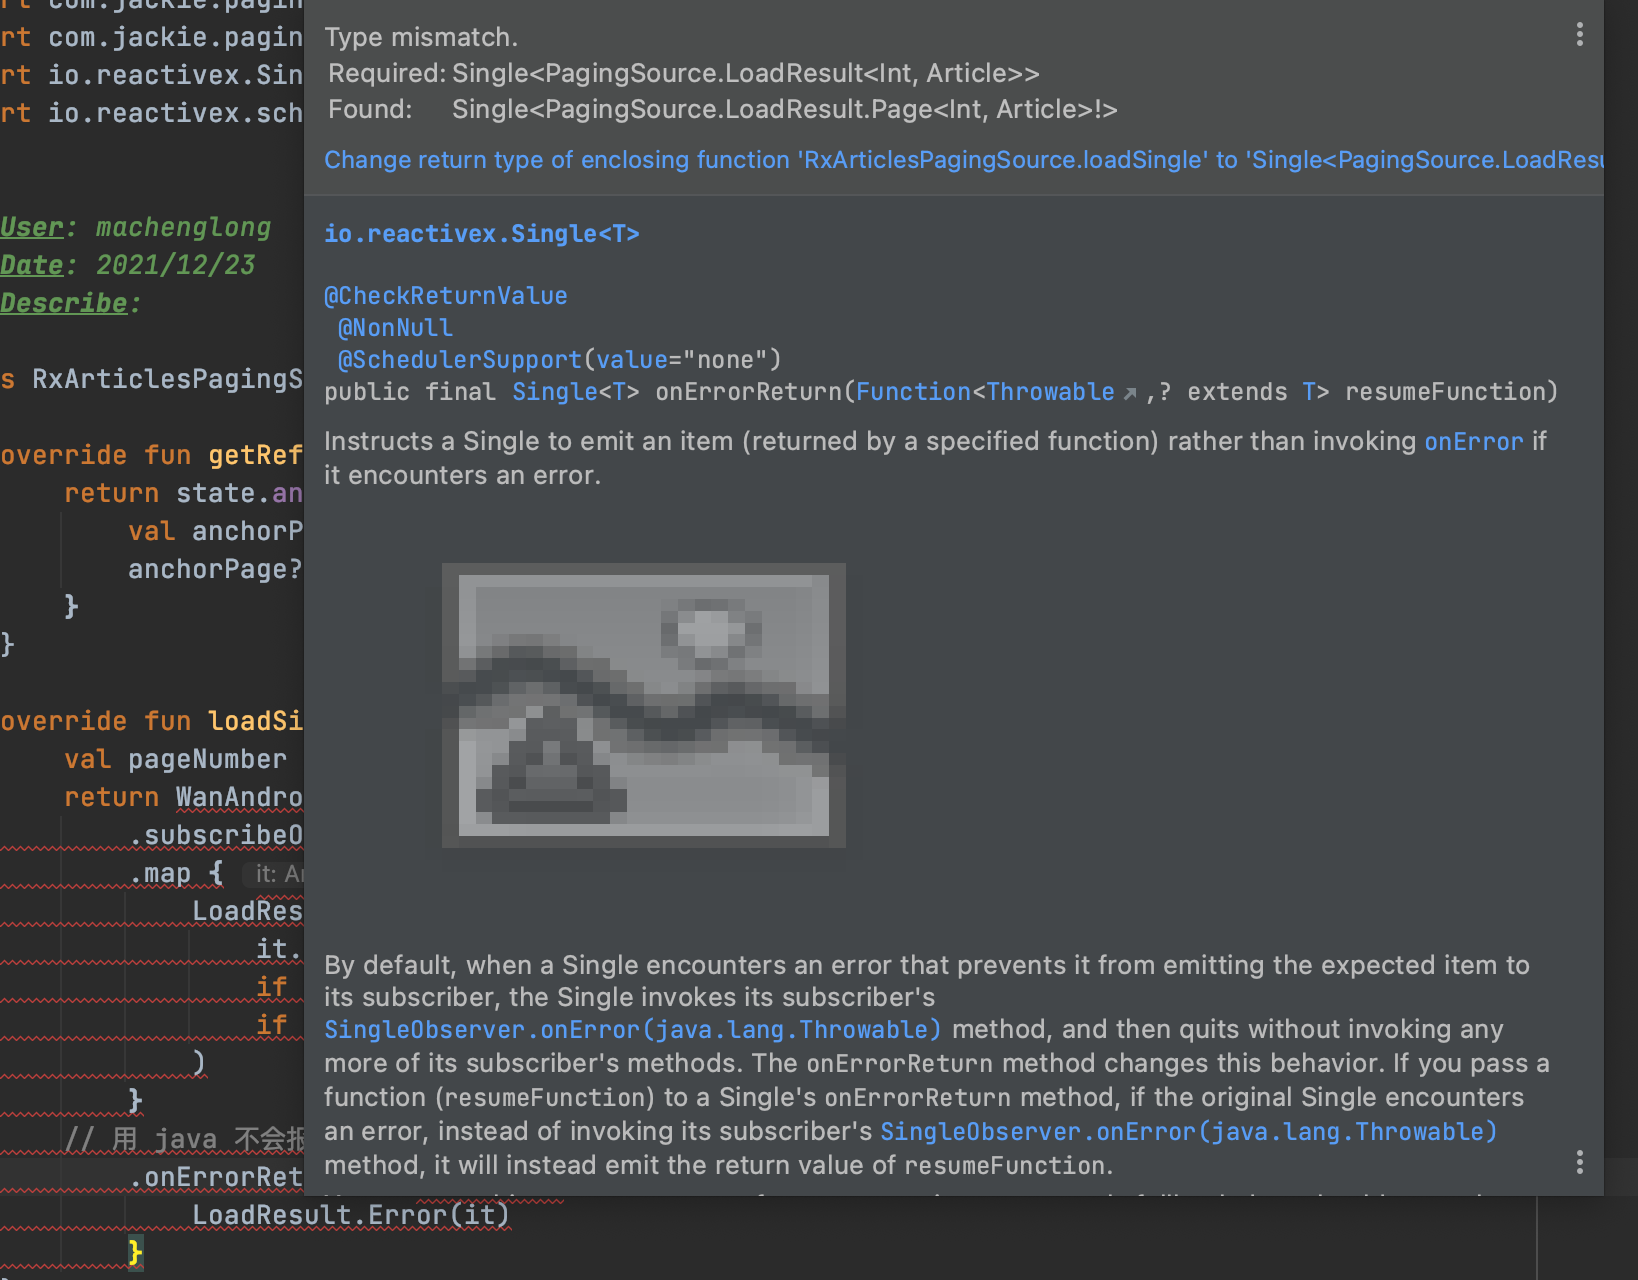 rt com.jackie.pagin
rt com.jackie.pagin
rt io.reactivex.Sin
rt io.reactivex.sch
User: machenglong
Date: 2021/12/23
Describe:
s RxArticlesPagingS
override fun getRef
return state.an
val anchorP
anchorPage?
}
}
override fun loadSi
val pageNumber
return WanAndro
.subscribeO
.map { it: Ar
LoadRes
it.
if
if
)
}
// 用 java 不会报
.onErrorRet
LoadResult.Error(it)
}
Type mismatch.
Required: Single<PagingSource.LoadResult<Int, Article>>
Found: Single<PagingSource.LoadResult.Page<Int, Article>!>
Change return type of enclosing function 'RxArticlesPagingSource.loadSingle' to 'Single<PagingSource.LoadResu
io.reactivex.Single<T>
@CheckReturnValue
@NonNull
@SchedulerSupport(value="none")
public final Single<T> onErrorReturn(Function<Throwable ,? extends T> resumeFunction)
Instructs a Single to emit an item (returned by a specified function) rather than invoking onError if
it encounters an error.
By default, when a Single encounters an error that prevents it from emitting the expected item to
its subscriber, the Single invokes its subscriber's
SingleObserver.onError(java.lang.Throwable) method, and then quits without invoking any
more of its subscriber's methods. The onErrorReturn method changes this behavior. If you pass a
function (resumeFunction) to a Single's onErrorReturn method, if the original Single encounters
an error, instead of invoking its subscriber's SingleObserver.onError(java.lang.Throwable)
method, it will instead emit the return value of resumeFunction.